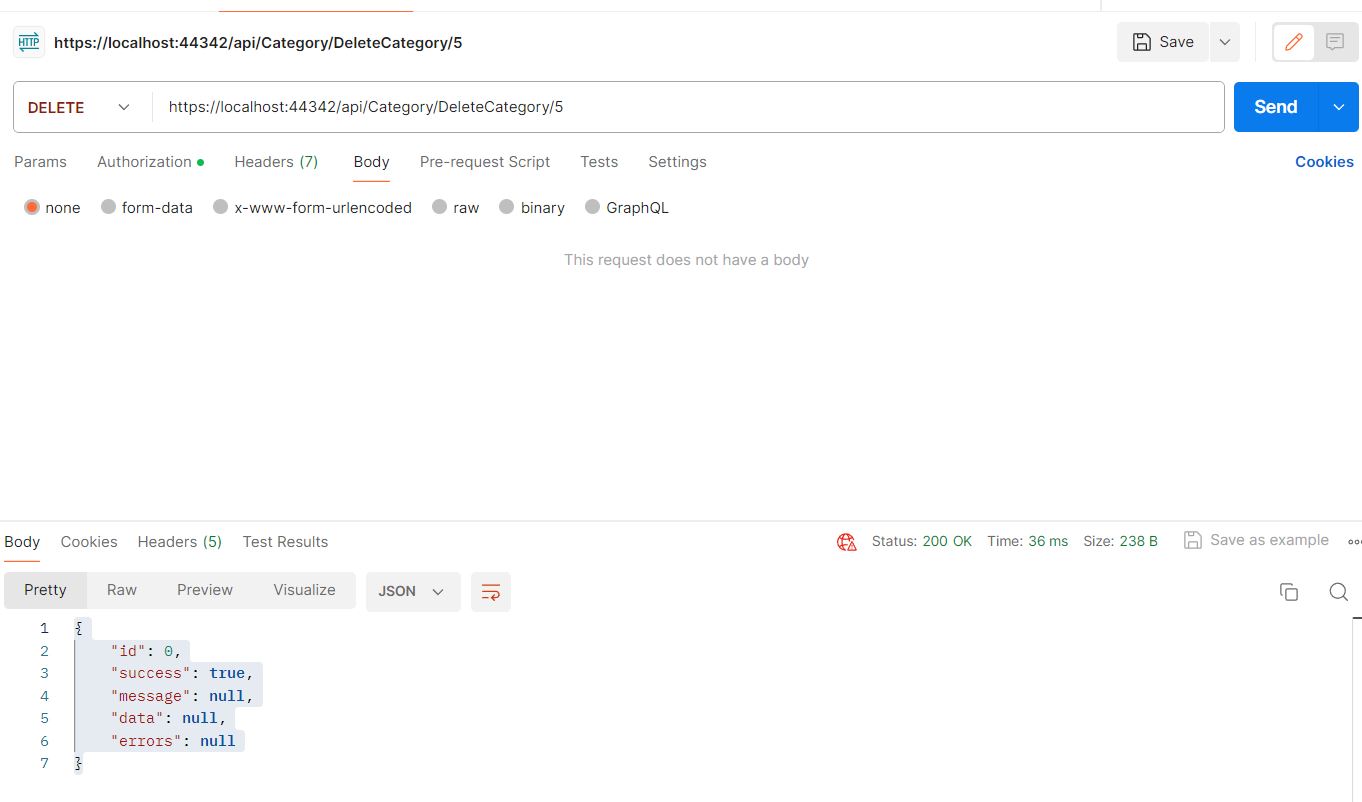 HTTP https://localhost:44342/api/Category/DeleteCategory/5 Save
DELETE https://localhost:44342/api/Category/DeleteCategory/5 Send
Params Authorization Headers (7) Body Pre-request Script Tests Settings Cookies
none form-data x-www-form-urlencoded raw binary GraphQL
This request does not have a body
Body Cookies Headers (5) Test Results Status: 200 OK Time: 36 ms Size: 238 B Save as example
Pretty Raw Preview Visualize JSON
1 {
2 "id": 0,
3 "success": true,
4 "message": null,
5 "data": null,
6 "errors": null
7 }